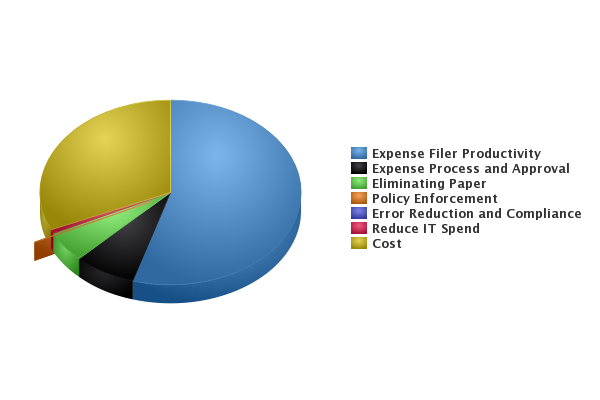 Expense Filer Productivity
Expense Process and Approval
Eliminating Paper
Policy Enforcement
Error Reduction and Compliance
Reduce IT Spend
Cost